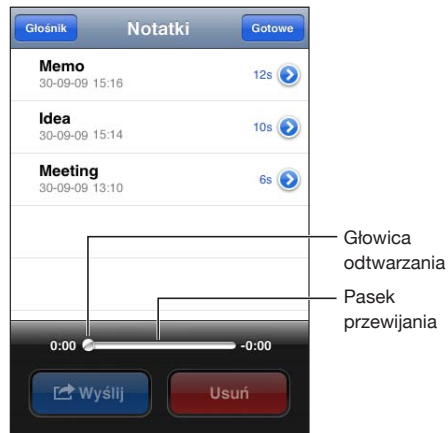 Głośnik Notatki Gotowe
Memo
30-09-09 15:16
12s
Idea
30-09-09 15:14
10s
Meeting
30-09-09 13:10
6s
Głowica
odtwarzania
Pasek
przewijania
0:00 -0:00
Wyślij Usuń